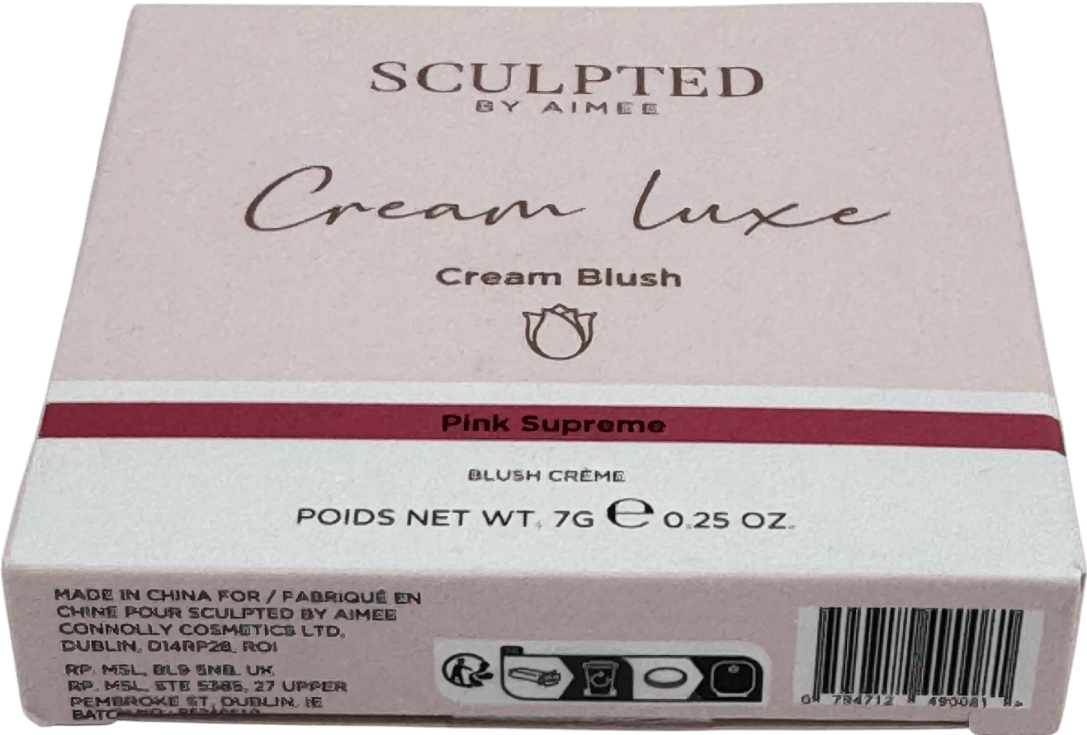 SCULPTED
BY AIMEE
Cream luxe
Cream Blush
Pink Supreme
BLUSH CRÈME
POIDS NET WT. 7G ℮ 0.25 OZ.
MADE IN CHINA FOR / FABRIQUÉ EN
CHINE POUR SCULPTED BY AIMEE
CONNOLLY COSMETICS LTD,
DUBLIN, D14RP28, ROI
RP. MSL, BL9 5NB, UK.
RP. MSL, STE 27 UPPER
PEMBROKE ST, DUBLIN, IE